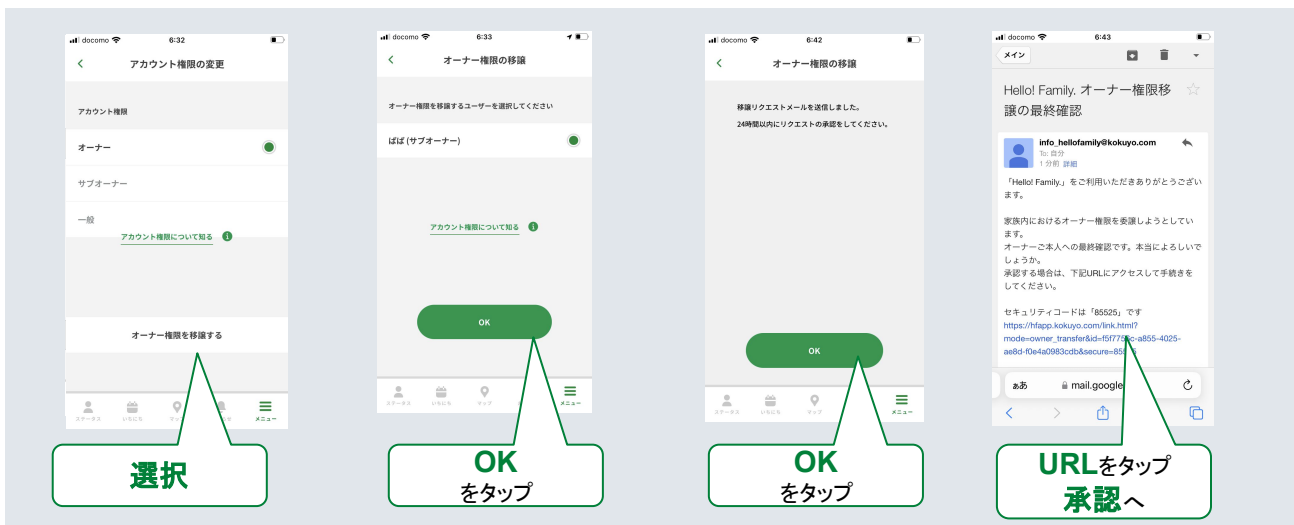 docomo 6:32
アカウント権限の変更
アカウント権限
オーナー
サブオーナー
一般
アカウント権限について知る
オーナー権限を移譲する
ステータス いちにち マップ メニュー
選択
docomo 6:33
オーナー権限の移譲
オーナー権限を移譲するユーザーを選択してください
ぱぱ (サブオーナー)
アカウント権限について知る
OK
ステータス いちにち マップ メニュー
OK
をタップ
docomo 6:42
オーナー権限の移譲
移譲リクエストメールを送信しました。
24時間以内にリクエストの承認をしてください。
OK
ステータス いちにち マップ メニュー
OK
をタップ
docomo 6:43
メイン
Hello! Family. オーナー権限移
譲の最終確認
info_hellofamily@kokuyo.com
To: 自分
1 分前 詳細
「Hello! Family.」をご利用いただきありがとうござい
ます。
家族内におけるオーナー権限を委譲しようとしてい
ます。
オーナーご本人への最終確認です。本当によろしいで
しょうか。
承認する場合は、下記URLにアクセスして手続きを
してください。
セキュリティコードは「85525」です
https://hfapp.kokuyo.com/link.html?
mode=owner_transfer&id=f5f775 c-a855-4025-
ae8d-f0e4a0983cdb&secure=85 5
ぁあ mail.google
URLをタップ
承認へ